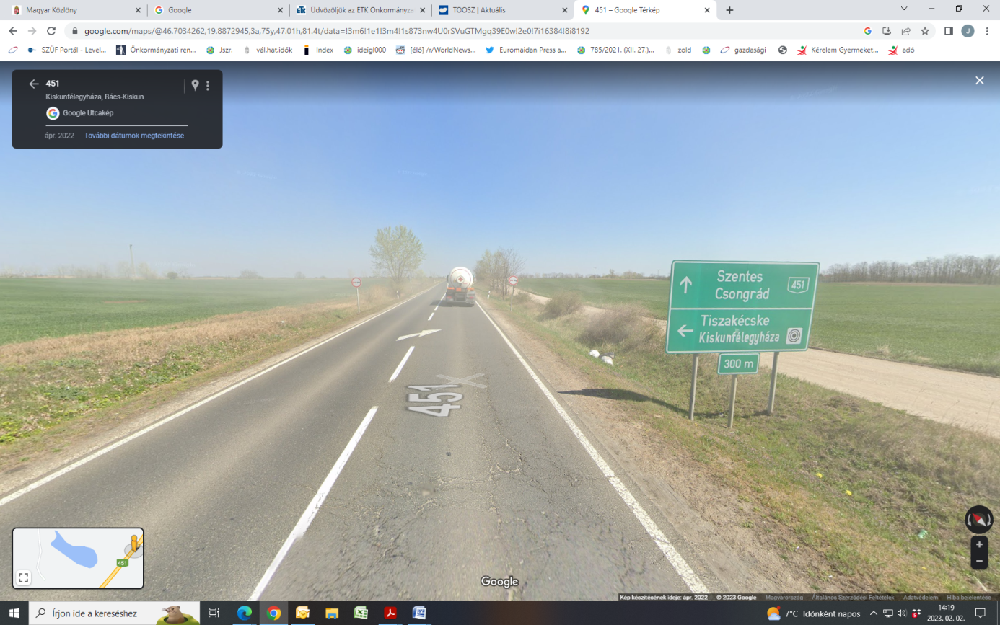 Magyar Közlöny
Google
Üdvözöljük az ETK Önkormányza
TÖOSZ | Aktuális
451 – Google Térkép
google.com/maps/@46.7034262,19.8872945,3a,75y,47.01h,81.4t/data=!3m6!1e1!3m4!1s873nw4U0rSVuGTMgq39E0w!2e0!7i16384!8i8192
SZÜF Portál - Level...
Önkormányzati ren...
Jszr.
vál.hat.idők
Index
ideigl000
[élő] /r/WorldNews...
Euromaidan Press a...
785/2021. (XII. 27.)...
zöld
gazdasági
Kérelem Gyermeket...
adó
451
Kiskunfélegyháza, Bács-Kiskun
Google Utcakép
ápr. 2022 További dátumok megtekintése
Szentes
Csongrád
451
Tiszakécske
Kiskunfélegyháza
300 m
451
451
Google
Kép készítésének ideje: ápr. 2022 © 2023 Google Magyarország Általános Szerződési Feltételek Adatvédelem Hiba bejelentése
Írjon ide a kereséshez
7°C Időnként napos
14:19
2023. 02. 02.